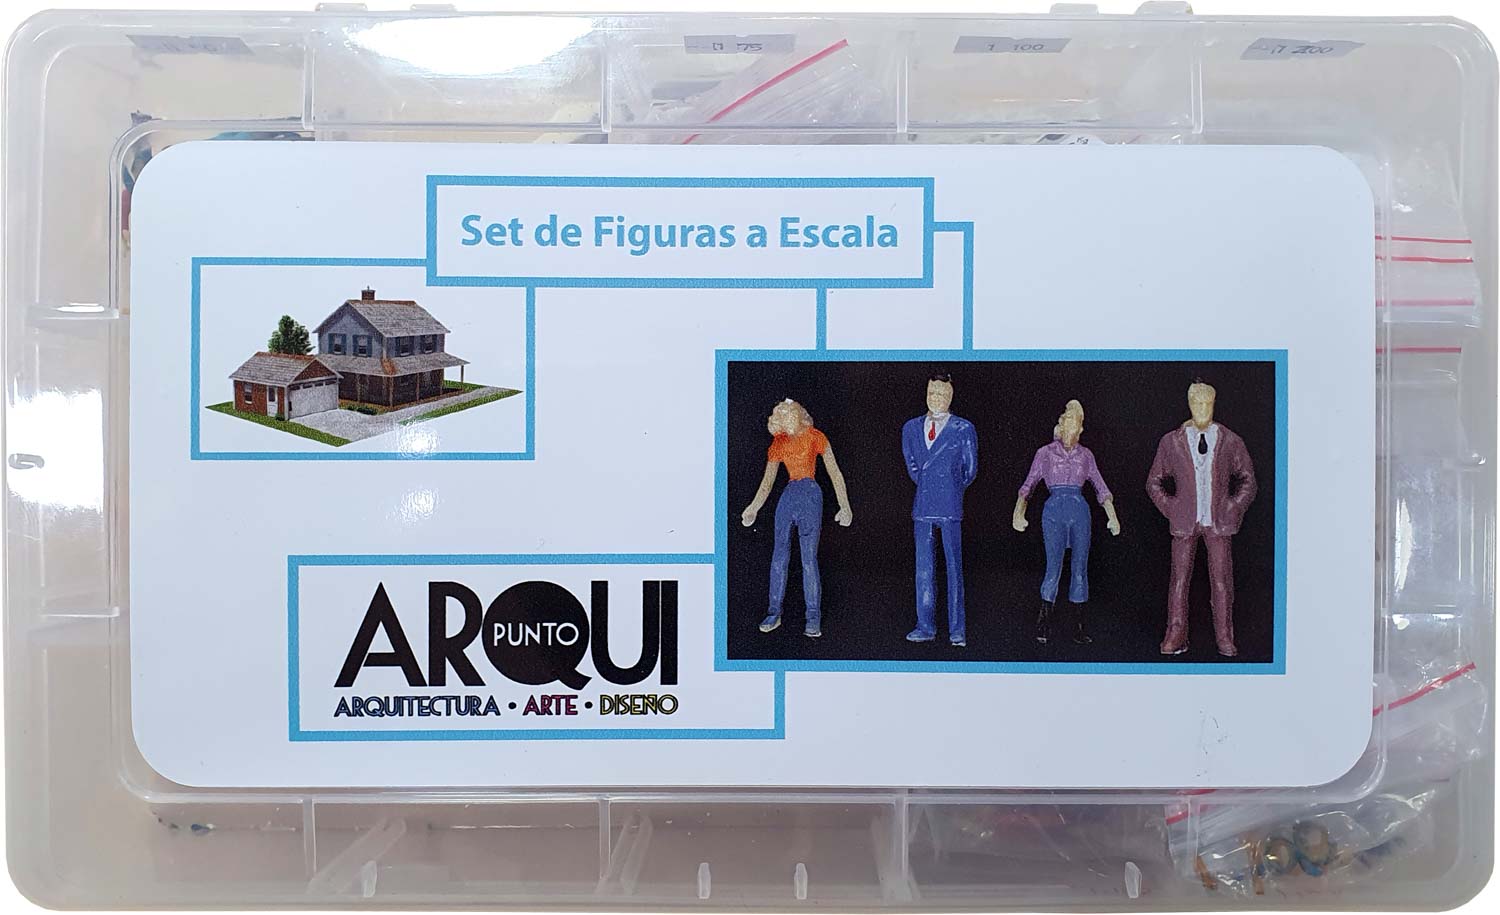 1 75
1 100
1 200
Set de Figuras a Escala
ARQUI
PUNTO
ARQUITECTURA • ARTE • DISEÑO